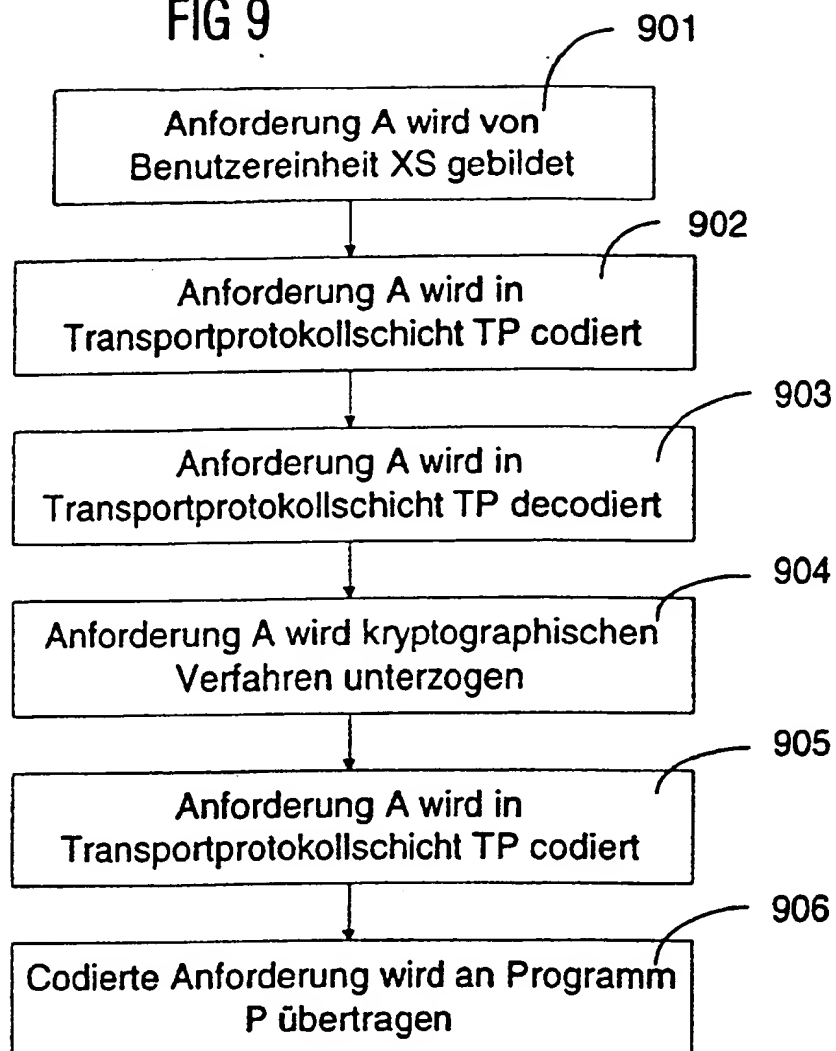 FIG 9
901
Anforderung A wird von
Benutzereinheit XS gebildet
902
Anforderung A wird in
Transportprotokollschicht TP codiert
903
Anforderung A wird in
Transportprotokollschicht TP decodiert
904
Anforderung A wird kryptographischen
Verfahren unterzogen
905
Anforderung A wird in
Transportprotokollschicht TP codiert
906
Codierte Anforderung wird an Programm
P übertragen